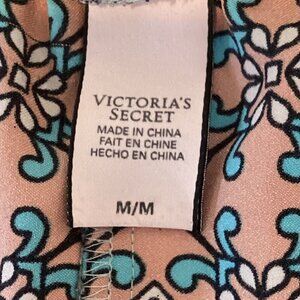 VICTORIA'S
SECRET
MADE IN CHINA
FAIT EN CHINE
HECHO EN CHINA
M/M